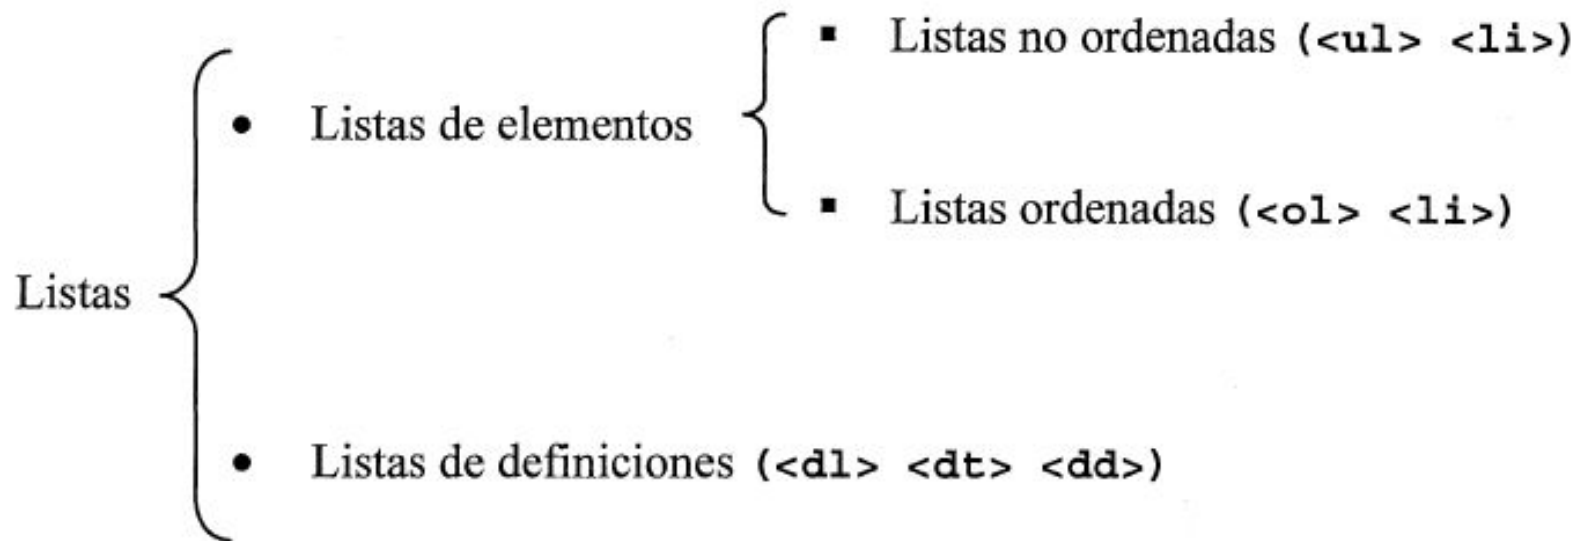 Listas
● Listas de elementos
▪ Listas no ordenadas (<ul> <li>)
▪ Listas ordenadas (<ol> <li>)
● Listas de definiciones (<dl> <dt> <dd>)